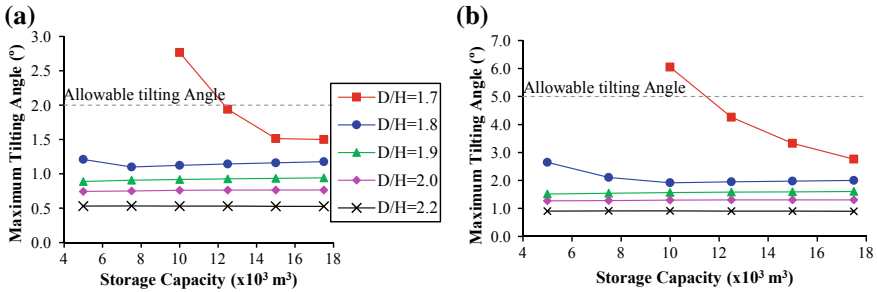 (a)
Maximum Tilting Angle (º)
3.0
2.5
2.0
1.5
1.0
0.5
0.0
Allowable tilting Angle
4 6 8 10 12 14 16 18
Storage Capacity (x10³ m³)
D/H=1.7
D/H=1.8
D/H=1.9
D/H=2.0
D/H=2.2
(b)
Maximum Tilting Angle (º)
7.0
6.0
5.0
4.0
3.0
2.0
1.0
0.0
Allowable tilting Angle
4 6 8 10 12 14 16 18
Storage Capacity (x10³ m³)